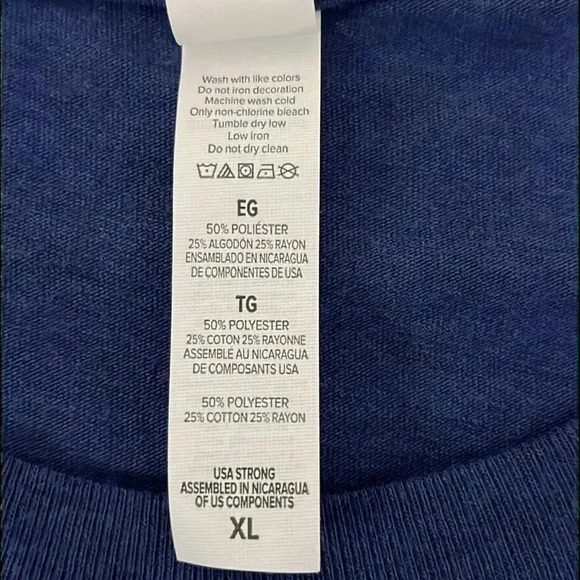 Wash with like colors
Do not iron decoration
Machine wash cold
Only non-chlorine bleach
Tumble dry low
Low iron
Do not dry clean
EG
50% POLIÉSTER
25% ALGODÓN 25% RAYON
ENSAMBLADO EN NICARAGUA
DE COMPONENTES DE USA
TG
50% POLYESTER
25% COTON 25% RAYONNE
ASSEMBLÉ AU NICARAGUA
DE COMPOSANTS USA
50% POLYESTER
25% COTTON 25% RAYON
USA STRONG
ASSEMBLED IN NICARAGUA
OF US COMPONENTS
XL